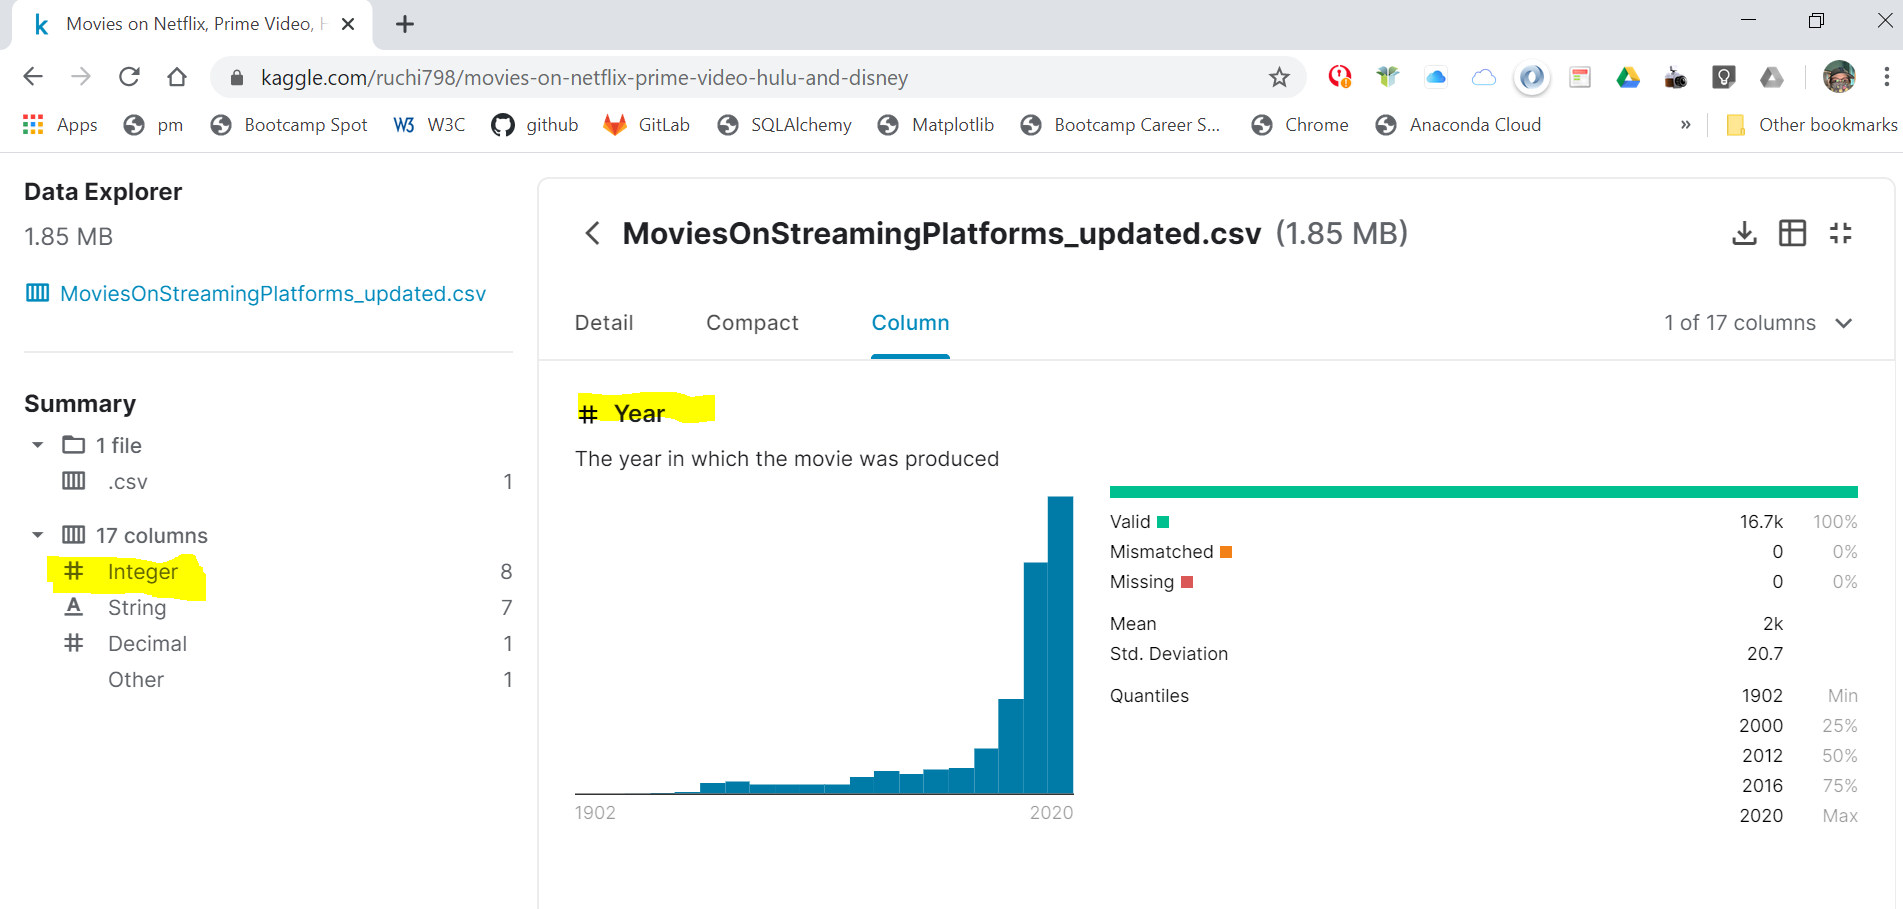 Movies on Netflix, Prime Video, H
kaggle.com/ruchi798/movies-on-netflix-prime-video-hulu-and-disney
Apps pm Bootcamp Spot W3 W3C github GitLab SQLAlchemy Matplotlib Bootcamp Career S... Chrome Anaconda Cloud » Other bookmarks
Data Explorer
1.85 MB
MoviesOnStreamingPlatforms_updated.csv
Summary
1 file
.csv 1
17 columns
# Integer 8
A String 7
# Decimal 1
Other 1
MoviesOnStreamingPlatforms_updated.csv (1.85 MB)
Detail Compact Column 1 of 17 columns
# Year
The year in which the movie was produced
1902 2020
Valid 16.7k 100%
Mismatched 0 0%
Missing 0 0%
Mean 2k
Std. Deviation 20.7
Quantiles 1902 Min
2000 25%
2012 50%
2016 75%
2020 Max